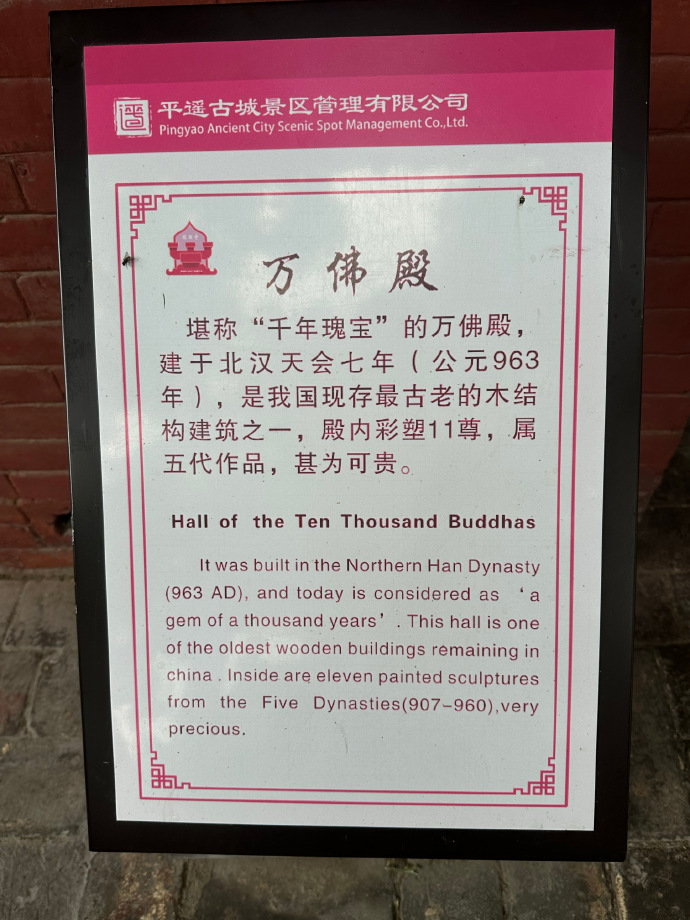 平遥古城景区管理有限公司
Pingyao Ancient City Scenic Spot Management Co.,Ltd.
万佛殿
堪称“千年瑰宝”的万佛殿，
建于北汉天会七年（公元963
年），是我国现存最古老的木结
构建筑之一，殿内彩塑11尊，属
五代作品，甚为可贵。
Hall of the Ten Thousand Buddhas
It was built in the Northern Han Dynasty
(963 AD), and today is considered as ‘a
gem of a thousand years’. This hall is one
of the oldest wooden buildings remaining in
china . Inside are eleven painted sculptures
from the Five Dynasties(907-960),very
precious.